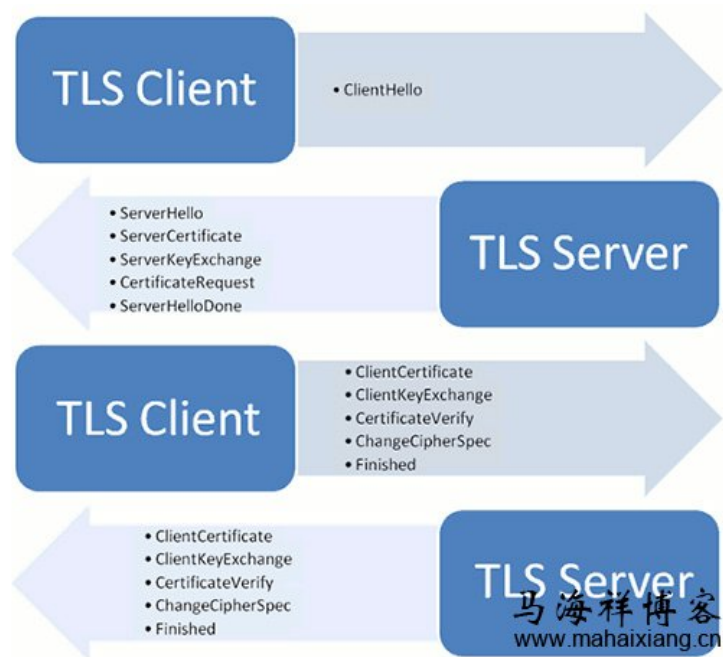 TLS Client
• ClientHello
• ServerHello
• ServerCertificate
• ServerKeyExchange
• CertificateRequest
• ServerHelloDone
TLS Server
TLS Client
• ClientCertificate
• ClientKeyExchange
• CertificateVerify
• ChangeCipherSpec
• Finished
• ClientCertificate
• ClientKeyExchange
• CertificateVerify
• ChangeCipherSpec
• Finished
TLS Server
马海祥博客
www.mahaixiang.cn